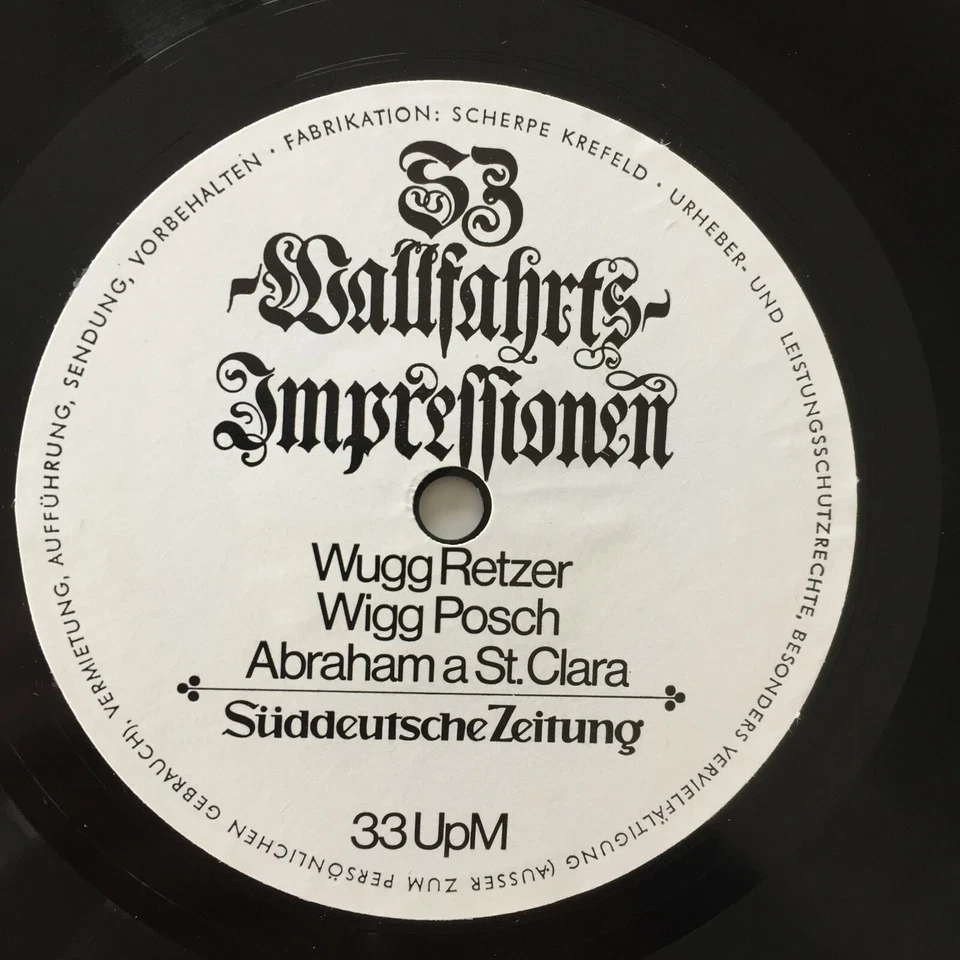 SZ
-Wallfahrts-
Impressionen
Wugg Retzer
Wigg Posch
Abraham a St. Clara
Süddeutsche Zeitung
33 UpM
FABRIKATION: SCHERPE KREFELD · URHEBER- UND LEISTUNGSSCHUTZRECHTE, BESONDERS VERVIELFÄLTIGUNG (AUSSER ZUM PERSÖNLICHEN GEBRAUCH), VERMIETUNG, AUFFÜHRUNG, SENDUNG, VORBEHALTEN ·